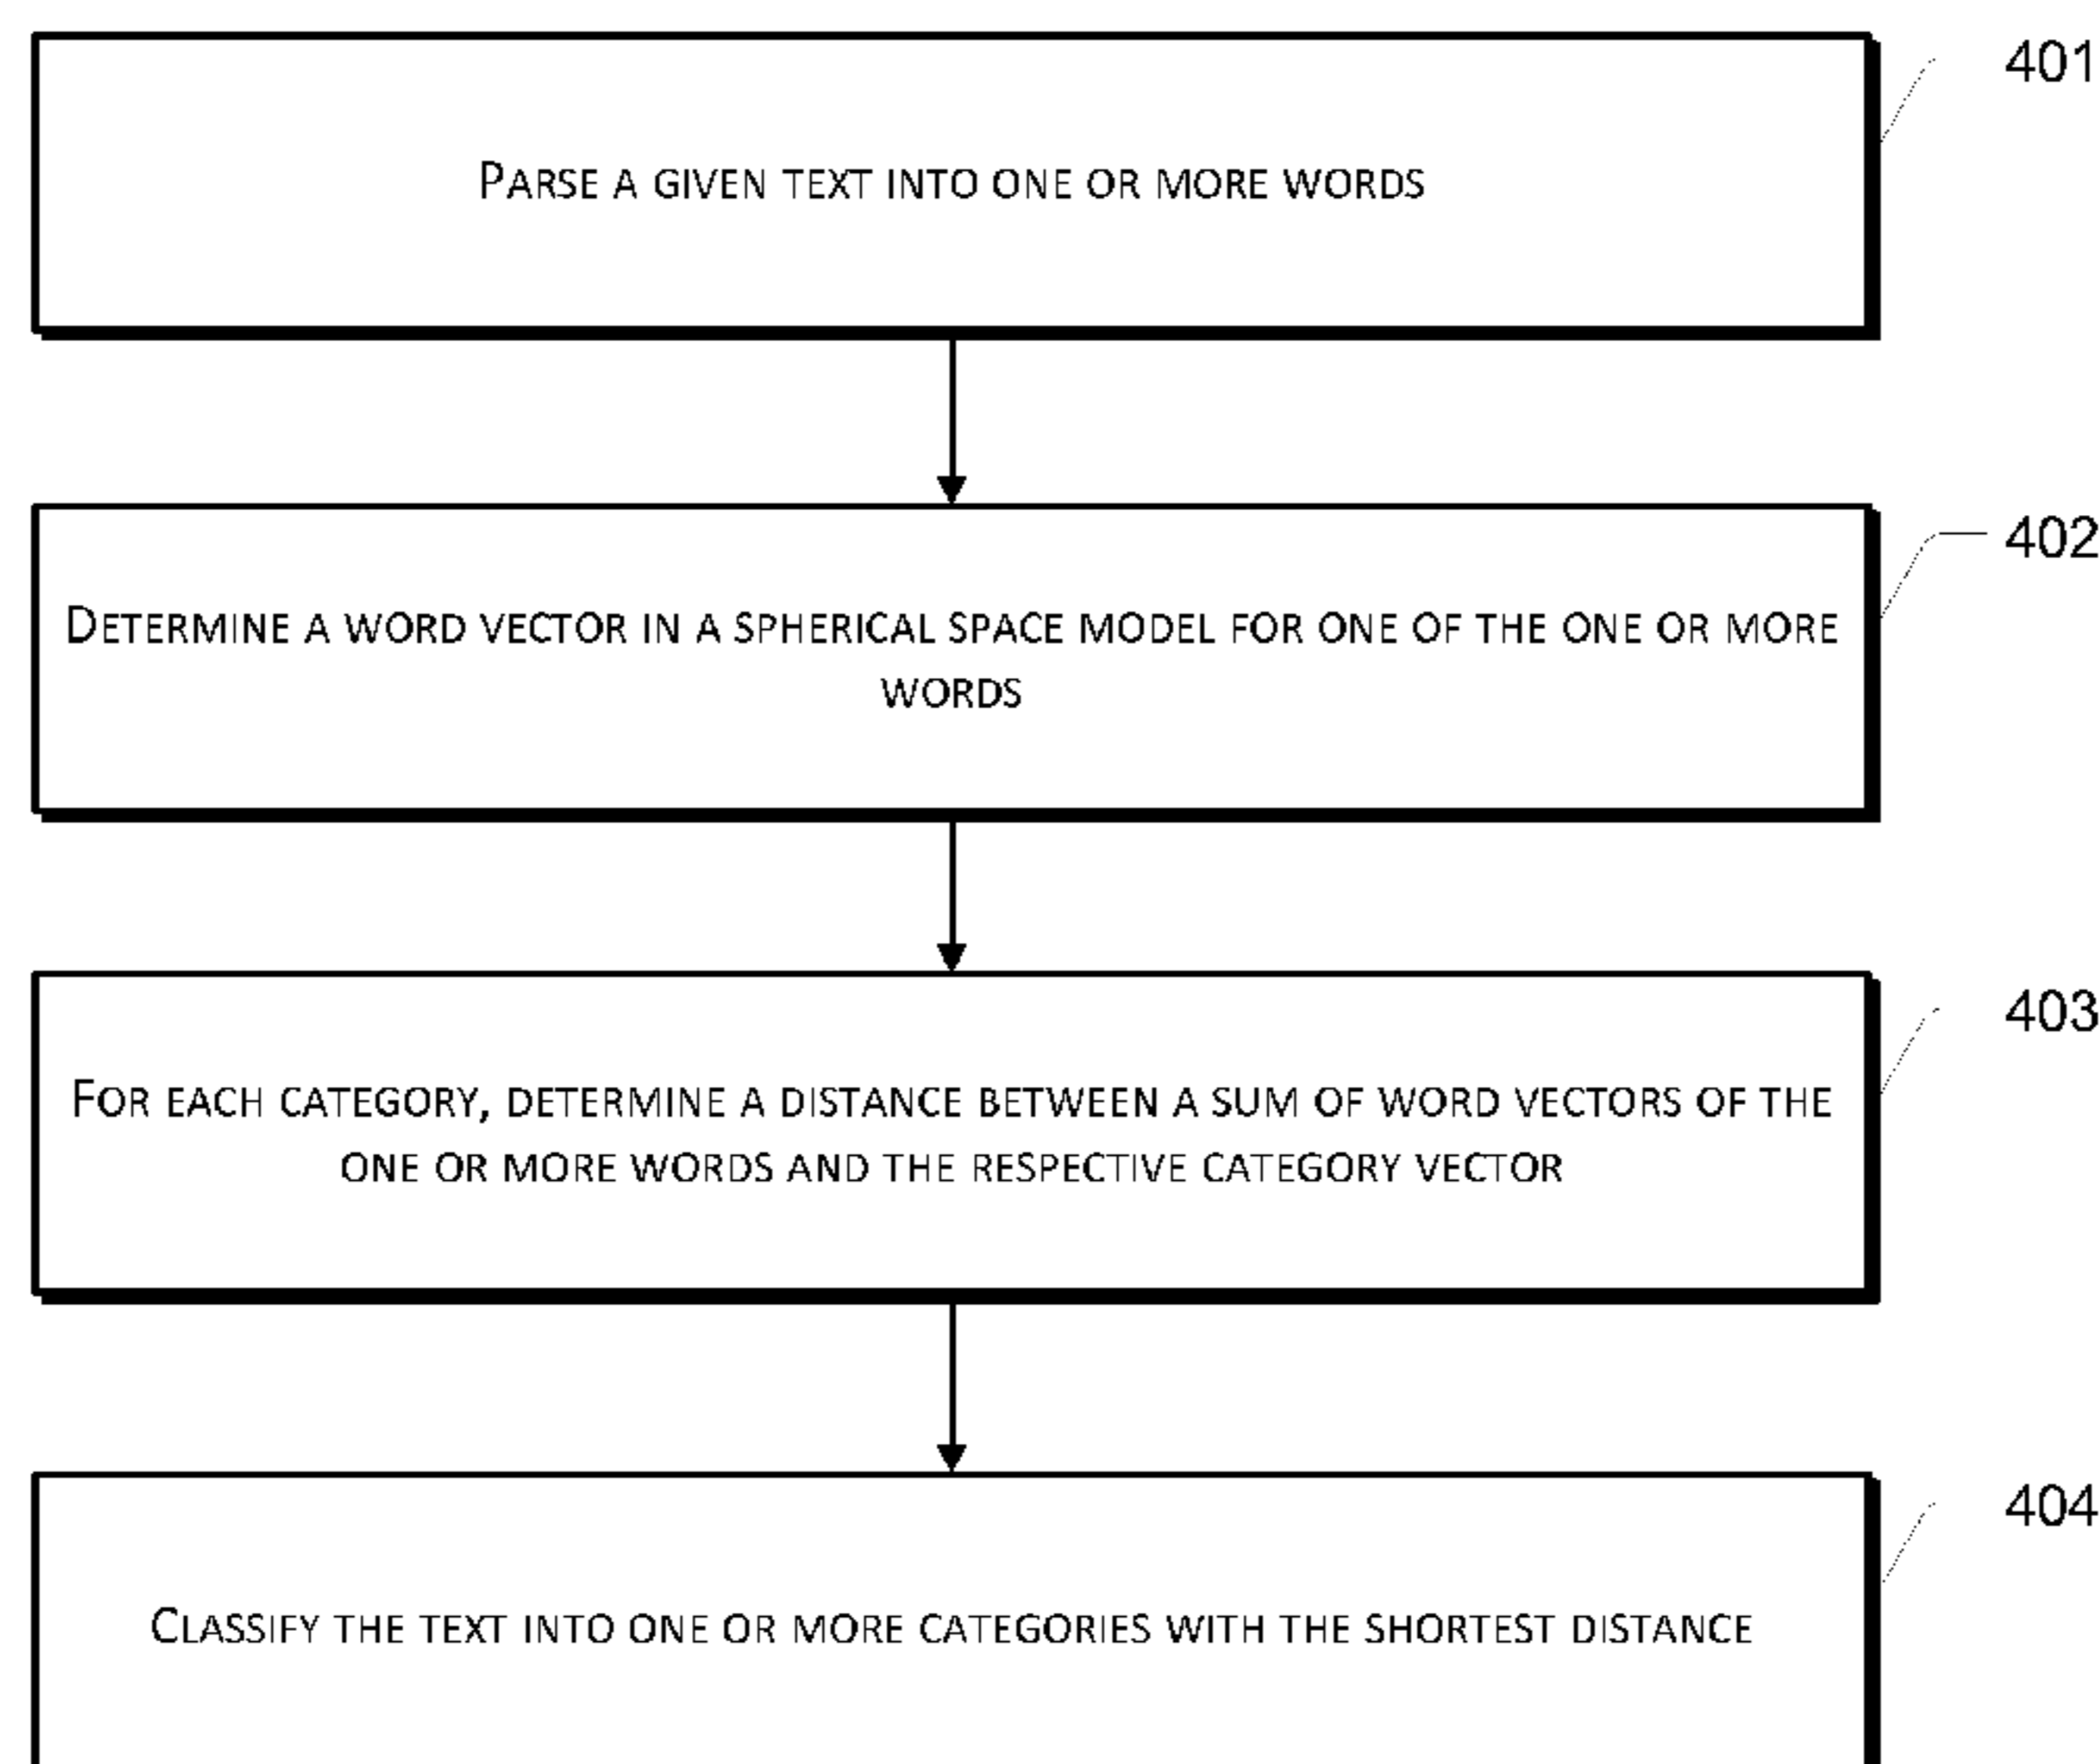 401
PARSE A GIVEN TEXT INTO ONE OR MORE WORDS
402
DETERMINE A WORD VECTOR IN A SPHERICAL SPACE MODEL FOR ONE OF THE ONE OR MORE
WORDS
403
FOR EACH CATEGORY, DETERMINE A DISTANCE BETWEEN A SUM OF WORD VECTORS OF THE
ONE OR MORE WORDS AND THE RESPECTIVE CATEGORY VECTOR
404
CLASSIFY THE TEXT INTO ONE OR MORE CATEGORIES WITH THE SHORTEST DISTANCE